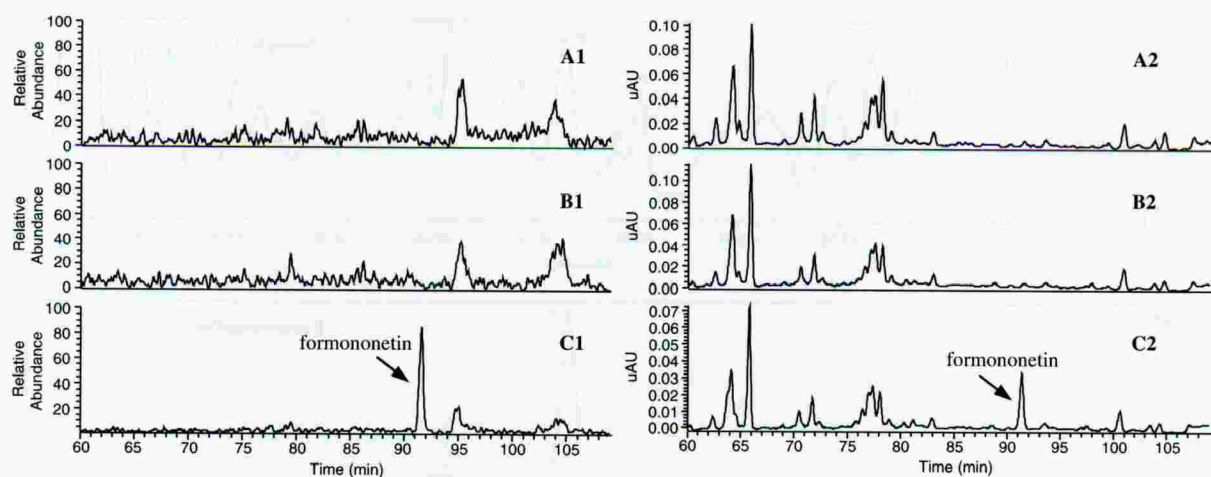 Relative
Abundance
100
80
60
40
20
0
A1
uAU
0.10
0.08
0.06
0.04
0.02
0.00
A2
Relative
Abundance
100
80
60
40
20
0
B1
uAU
0.10
0.08
0.06
0.04
0.02
0.00
B2
Relative
Abundance
100
80
60
40
20
formononetin
C1
60 65 70 75 80 85 90 95 100 105
Time (min)
uAU
0.07
0.06
0.05
0.04
0.03
0.02
0.01
0.00
formononetin
C2
60 65 70 75 80 85 90 95 100 105
Time (min)